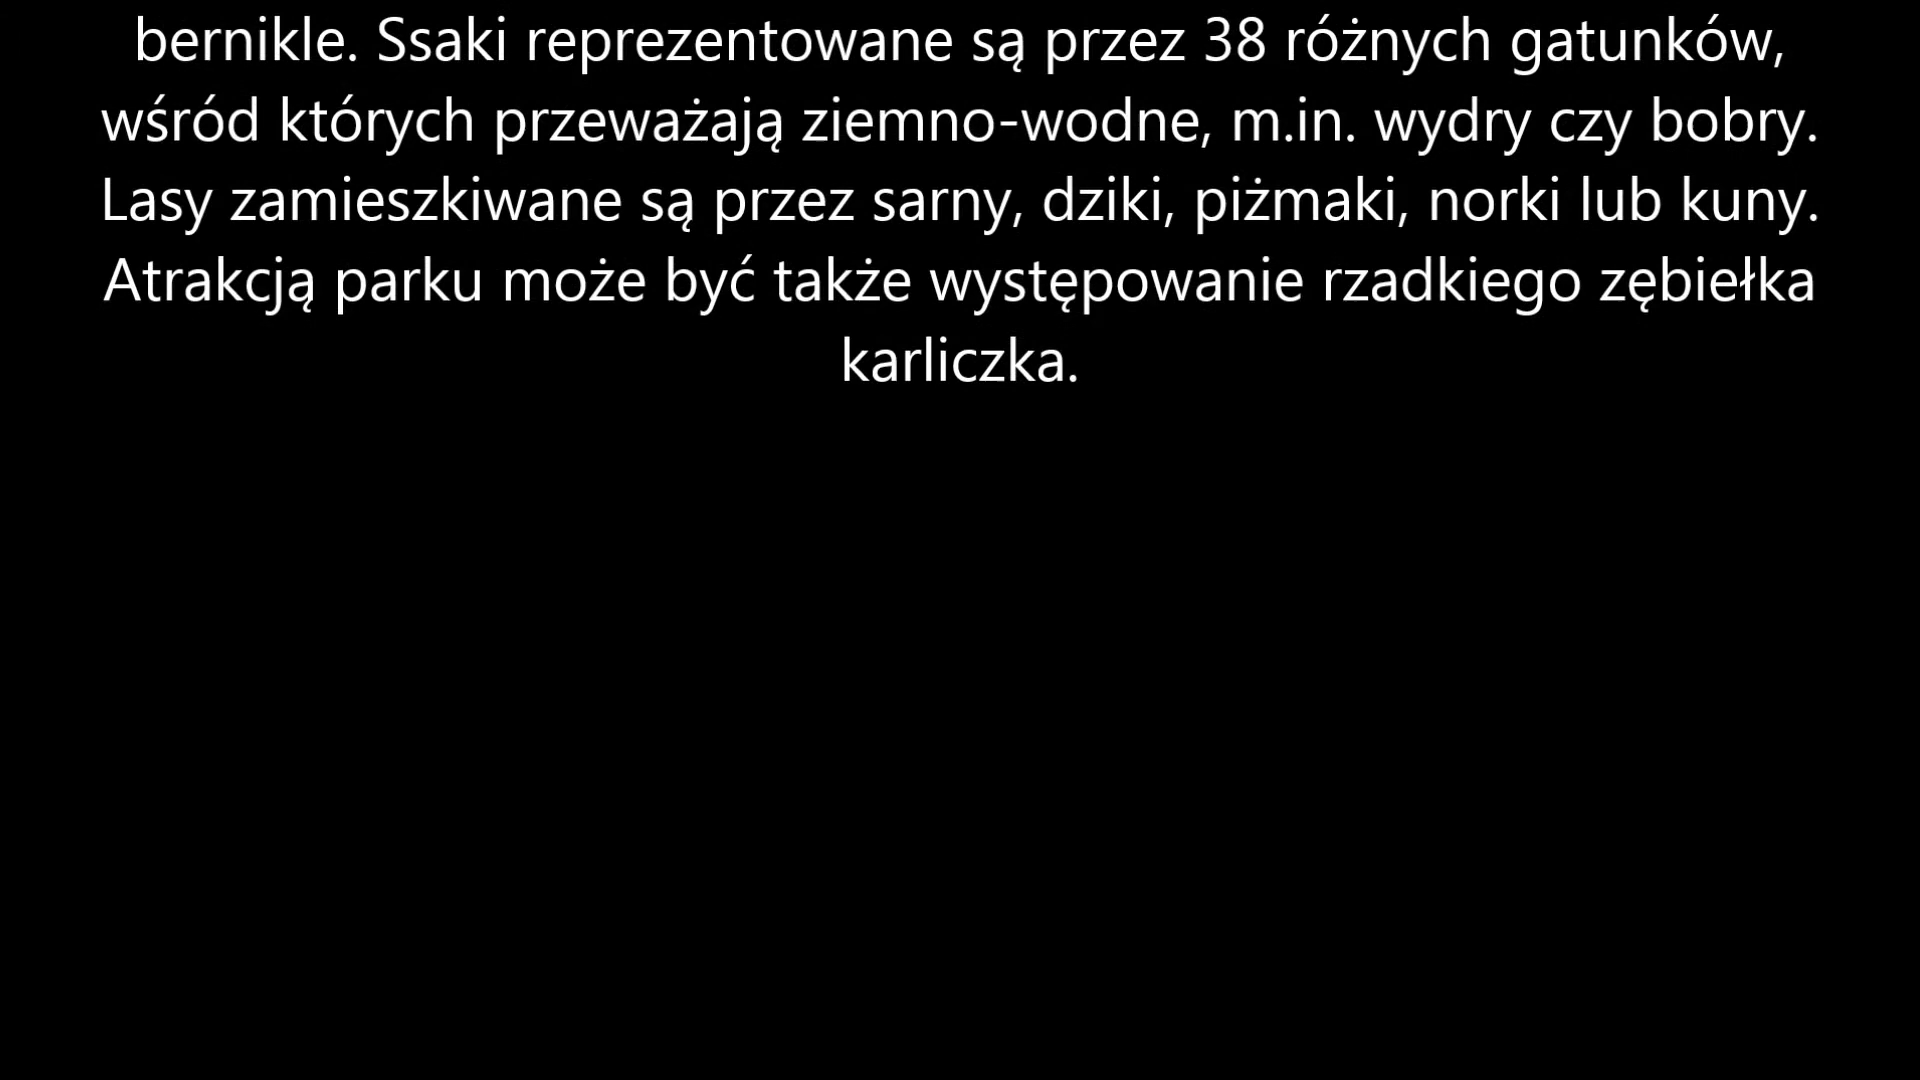 bernikle. Ssaki reprezentowane są przez 38 różnych gatunków,
wśród których przeważają ziemno-wodne, m.in. wydry czy bobry.
Lasy zamieszkiwane są przez sarny, dziki, piżmaki, norki lub kuny.
Atrakcją parku może być także występowanie rzadkiego zębiełka
karliczka.